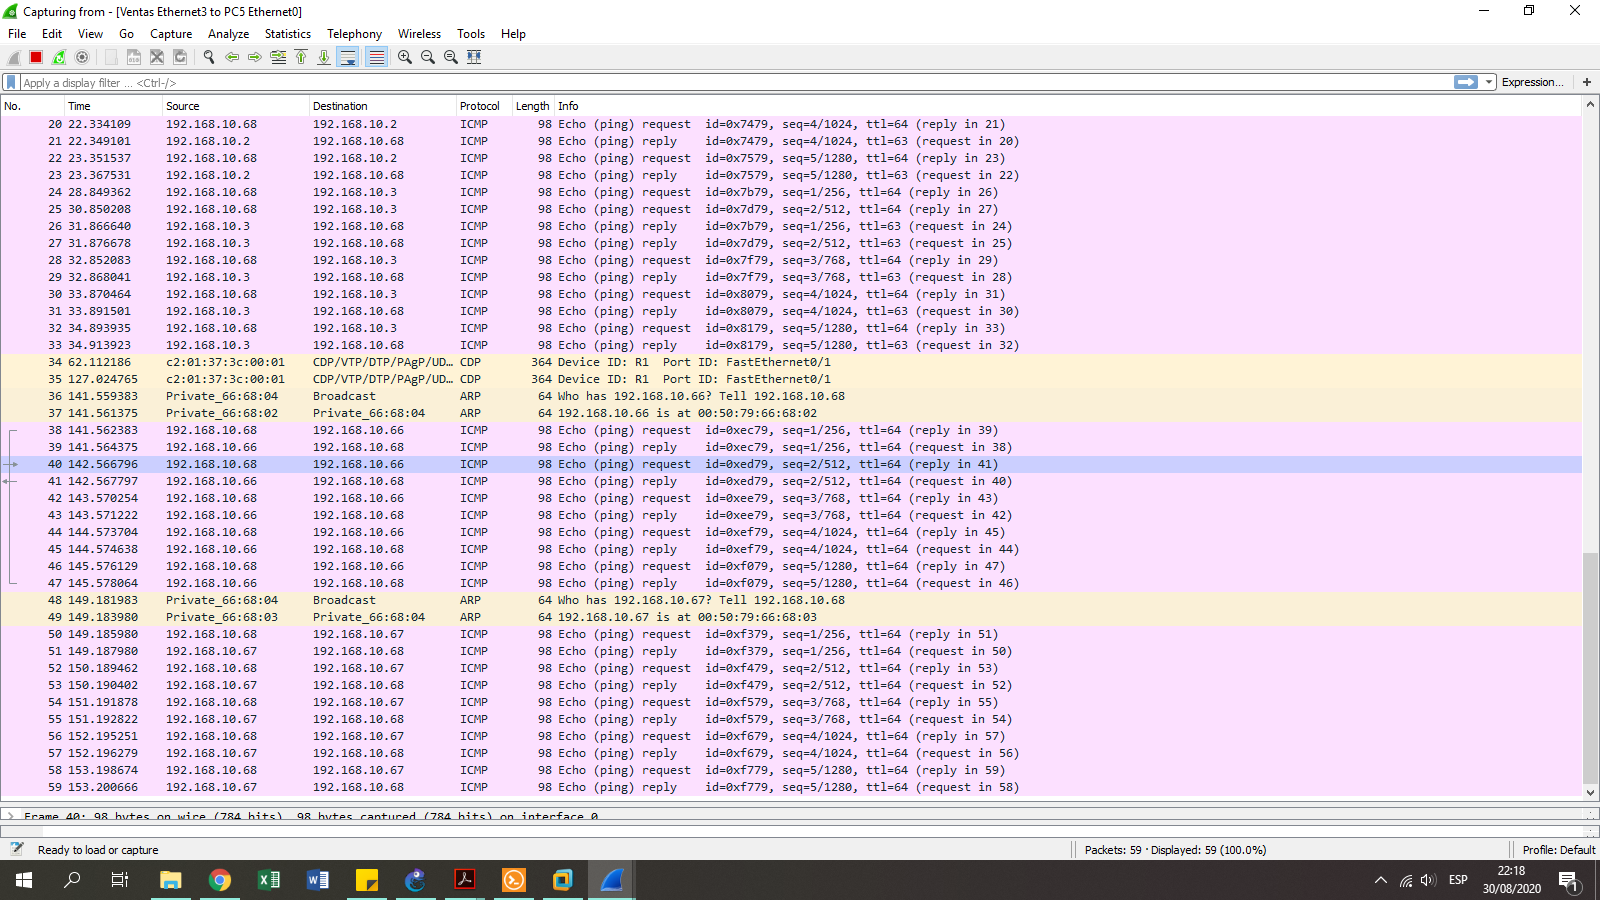 Capturing from - [Ventas Ethernet3 to PC5 Ethernet0]
File Edit View Go Capture Analyze Statistics Telephony Wireless Tools Help
Apply a display filter ... <Ctrl-/> Expression... +
No. Time Source Destination Protocol Length Info
20 22.334109 192.168.10.68 192.168.10.2 ICMP 98 Echo (ping) request id=0x7479, seq=4/1024, ttl=64 (reply in 21)
21 22.349101 192.168.10.2 192.168.10.68 ICMP 98 Echo (ping) reply id=0x7479, seq=4/1024, ttl=63 (request in 20)
22 23.351537 192.168.10.68 192.168.10.2 ICMP 98 Echo (ping) request id=0x7579, seq=5/1280, ttl=64 (reply in 23)
23 23.367531 192.168.10.2 192.168.10.68 ICMP 98 Echo (ping) reply id=0x7579, seq=5/1280, ttl=63 (request in 22)
24 28.849362 192.168.10.68 192.168.10.3 ICMP 98 Echo (ping) request id=0x7b79, seq=1/256, ttl=64 (reply in 26)
25 30.850208 192.168.10.68 192.168.10.3 ICMP 98 Echo (ping) request id=0x7d79, seq=2/512, ttl=64 (reply in 27)
26 31.866640 192.168.10.3 192.168.10.68 ICMP 98 Echo (ping) reply id=0x7b79, seq=1/256, ttl=63 (request in 24)
27 31.876678 192.168.10.3 192.168.10.68 ICMP 98 Echo (ping) reply id=0x7d79, seq=2/512, ttl=63 (request in 25)
28 32.852083 192.168.10.68 192.168.10.3 ICMP 98 Echo (ping) request id=0x7f79, seq=3/768, ttl=64 (reply in 29)
29 32.868041 192.168.10.3 192.168.10.68 ICMP 98 Echo (ping) reply id=0x7f79, seq=3/768, ttl=63 (request in 28)
30 33.870464 192.168.10.68 192.168.10.3 ICMP 98 Echo (ping) request id=0x8079, seq=4/1024, ttl=64 (reply in 31)
31 33.891501 192.168.10.3 192.168.10.68 ICMP 98 Echo (ping) reply id=0x8079, seq=4/1024, ttl=63 (request in 30)
32 34.893935 192.168.10.68 192.168.10.3 ICMP 98 Echo (ping) request id=0x8179, seq=5/1280, ttl=64 (reply in 33)
33 34.913923 192.168.10.3 192.168.10.68 ICMP 98 Echo (ping) reply id=0x8179, seq=5/1280, ttl=63 (request in 32)
34 62.112186 c2:01:37:3c:00:01 CDP/VTP/DTP/PAgP/UD… CDP 364 Device ID: R1 Port ID: FastEthernet0/1
35 127.024765 c2:01:37:3c:00:01 CDP/VTP/DTP/PAgP/UD… CDP 364 Device ID: R1 Port ID: FastEthernet0/1
36 141.559383 Private_66:68:04 Broadcast ARP 64 Who has 192.168.10.66? Tell 192.168.10.68
37 141.561375 Private_66:68:02 Private_66:68:04 ARP 64 192.168.10.66 is at 00:50:79:66:68:02
38 141.562383 192.168.10.68 192.168.10.66 ICMP 98 Echo (ping) request id=0xec79, seq=1/256, ttl=64 (reply in 39)
39 141.564375 192.168.10.66 192.168.10.68 ICMP 98 Echo (ping) reply id=0xec79, seq=1/256, ttl=64 (request in 38)
40 142.566796 192.168.10.68 192.168.10.66 ICMP 98 Echo (ping) request id=0xed79, seq=2/512, ttl=64 (reply in 41)
41 142.567797 192.168.10.66 192.168.10.68 ICMP 98 Echo (ping) reply id=0xed79, seq=2/512, ttl=64 (request in 40)
42 143.570254 192.168.10.68 192.168.10.66 ICMP 98 Echo (ping) request id=0xee79, seq=3/768, ttl=64 (reply in 43)
43 143.571222 192.168.10.66 192.168.10.68 ICMP 98 Echo (ping) reply id=0xee79, seq=3/768, ttl=64 (request in 42)
44 144.573704 192.168.10.68 192.168.10.66 ICMP 98 Echo (ping) request id=0xef79, seq=4/1024, ttl=64 (reply in 45)
45 144.574638 192.168.10.66 192.168.10.68 ICMP 98 Echo (ping) reply id=0xef79, seq=4/1024, ttl=64 (request in 44)
46 145.576129 192.168.10.68 192.168.10.66 ICMP 98 Echo (ping) request id=0xf079, seq=5/1280, ttl=64 (reply in 47)
47 145.578064 192.168.10.66 192.168.10.68 ICMP 98 Echo (ping) reply id=0xf079, seq=5/1280, ttl=64 (request in 46)
48 149.181983 Private_66:68:04 Broadcast ARP 64 Who has 192.168.10.67? Tell 192.168.10.68
49 149.183980 Private_66:68:03 Private_66:68:04 ARP 64 192.168.10.67 is at 00:50:79:66:68:03
50 149.185980 192.168.10.68 192.168.10.67 ICMP 98 Echo (ping) request id=0xf379, seq=1/256, ttl=64 (reply in 51)
51 149.187980 192.168.10.67 192.168.10.68 ICMP 98 Echo (ping) reply id=0xf379, seq=1/256, ttl=64 (request in 50)
52 150.189462 192.168.10.68 192.168.10.67 ICMP 98 Echo (ping) request id=0xf479, seq=2/512, ttl=64 (reply in 53)
53 150.190402 192.168.10.67 192.168.10.68 ICMP 98 Echo (ping) reply id=0xf479, seq=2/512, ttl=64 (request in 52)
54 151.191878 192.168.10.68 192.168.10.67 ICMP 98 Echo (ping) request id=0xf579, seq=3/768, ttl=64 (reply in 55)
55 151.192822 192.168.10.67 192.168.10.68 ICMP 98 Echo (ping) reply id=0xf579, seq=3/768, ttl=64 (request in 54)
56 152.195251 192.168.10.68 192.168.10.67 ICMP 98 Echo (ping) request id=0xf679, seq=4/1024, ttl=64 (reply in 57)
57 152.196279 192.168.10.67 192.168.10.68 ICMP 98 Echo (ping) reply id=0xf679, seq=4/1024, ttl=64 (request in 56)
58 153.198674 192.168.10.68 192.168.10.67 ICMP 98 Echo (ping) request id=0xf779, seq=5/1280, ttl=64 (reply in 59)
59 153.200666 192.168.10.67 192.168.10.68 ICMP 98 Echo (ping) reply id=0xf779, seq=5/1280, ttl=64 (request in 58)
Frame 40: 98 bytes on wire (784 bits), 98 bytes captured (784 bits) on interface 0
Ready to load or capture Packets: 59 · Displayed: 59 (100.0%) Profile: Default
ESP 22:18
30/08/2020 1